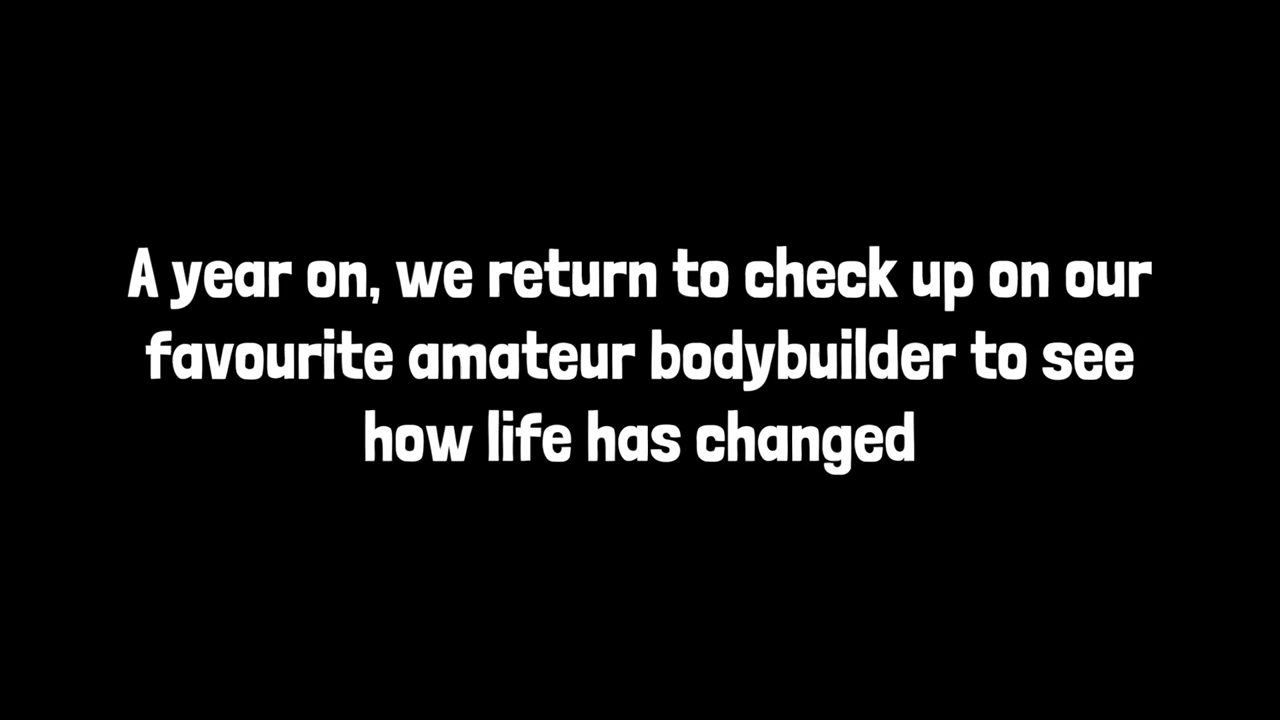 A year on, we return to check up on our
favourite amateur bodybuilder to see
how life has changed